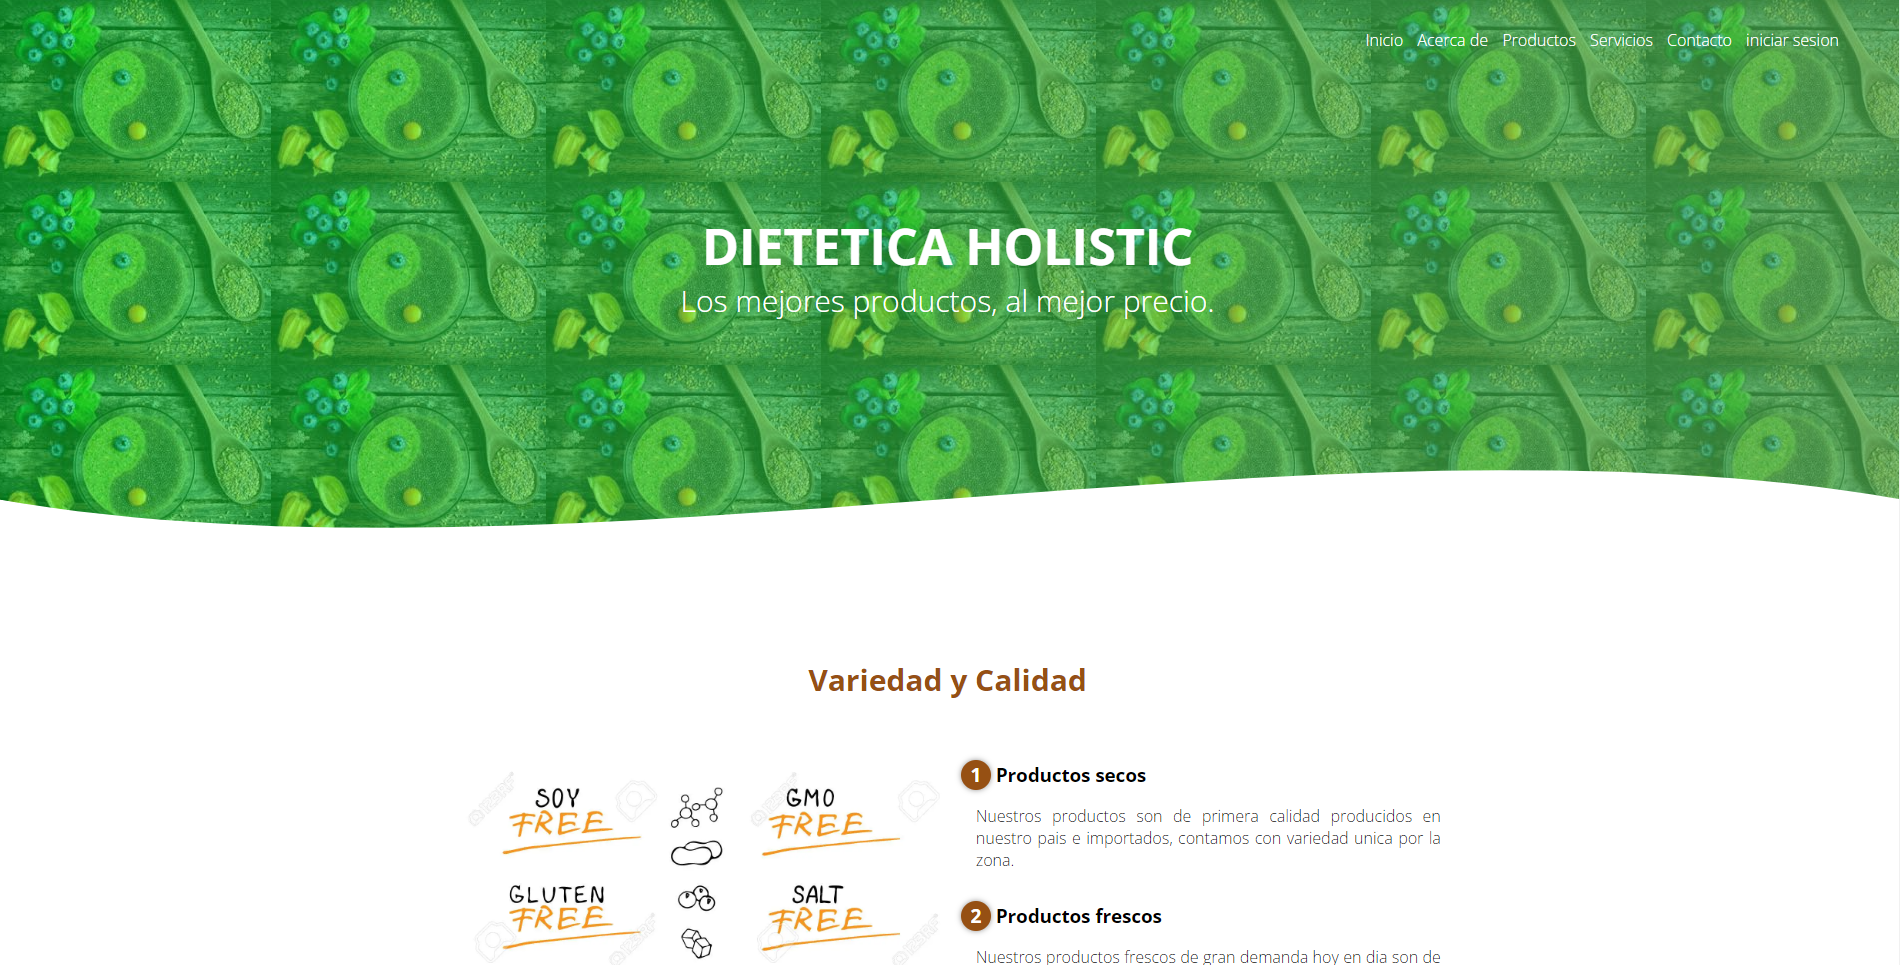 Inicio Acerca de Productos Servicios Contacto iniciar sesion
DIETETICA HOLISTIC
Los mejores productos, al mejor precio.
Variedad y Calidad
SOY
FREE
GMO
FREE
GLUTEN
FREE
SALT
FREE
1 Productos secos
Nuestros productos son de primera calidad producidos en
nuestro pais e importados, contamos con variedad unica por la
zona.
2 Productos frescos
Nuestros productos frescos de gran demanda hoy en dia son de